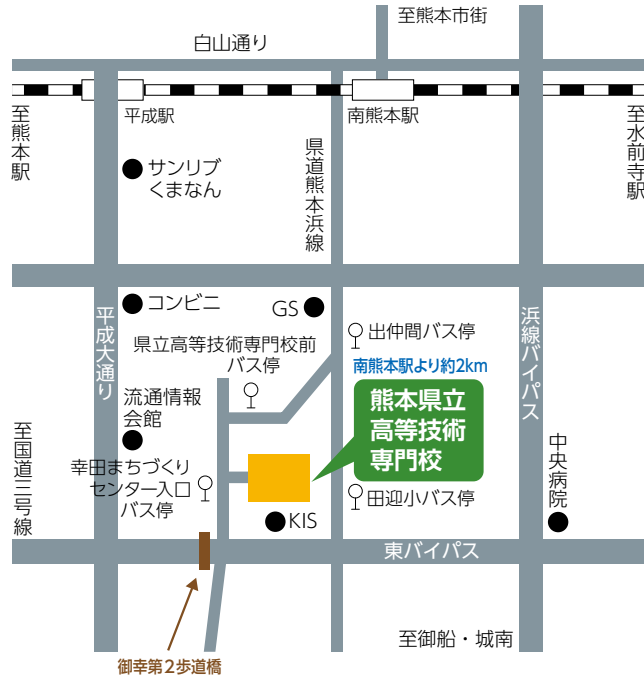 至熊本市街
白山通り
平成駅
南熊本駅
至熊本駅
至水前寺駅
県道熊本浜線
サンリブ
くまなん
平成大通り
コンビニ
GS
浜線バイパス
出仲間バス停
県立高等技術専門校前
バス停
南熊本駅より約2km
熊本県立
高等技術
専門校
流通情報
会館
至国道三号線
中央病院
幸田まちづくり
センター入口
バス停
田迎小バス停
KIS
東バイパス
至御船・城南
御幸第２歩道橋